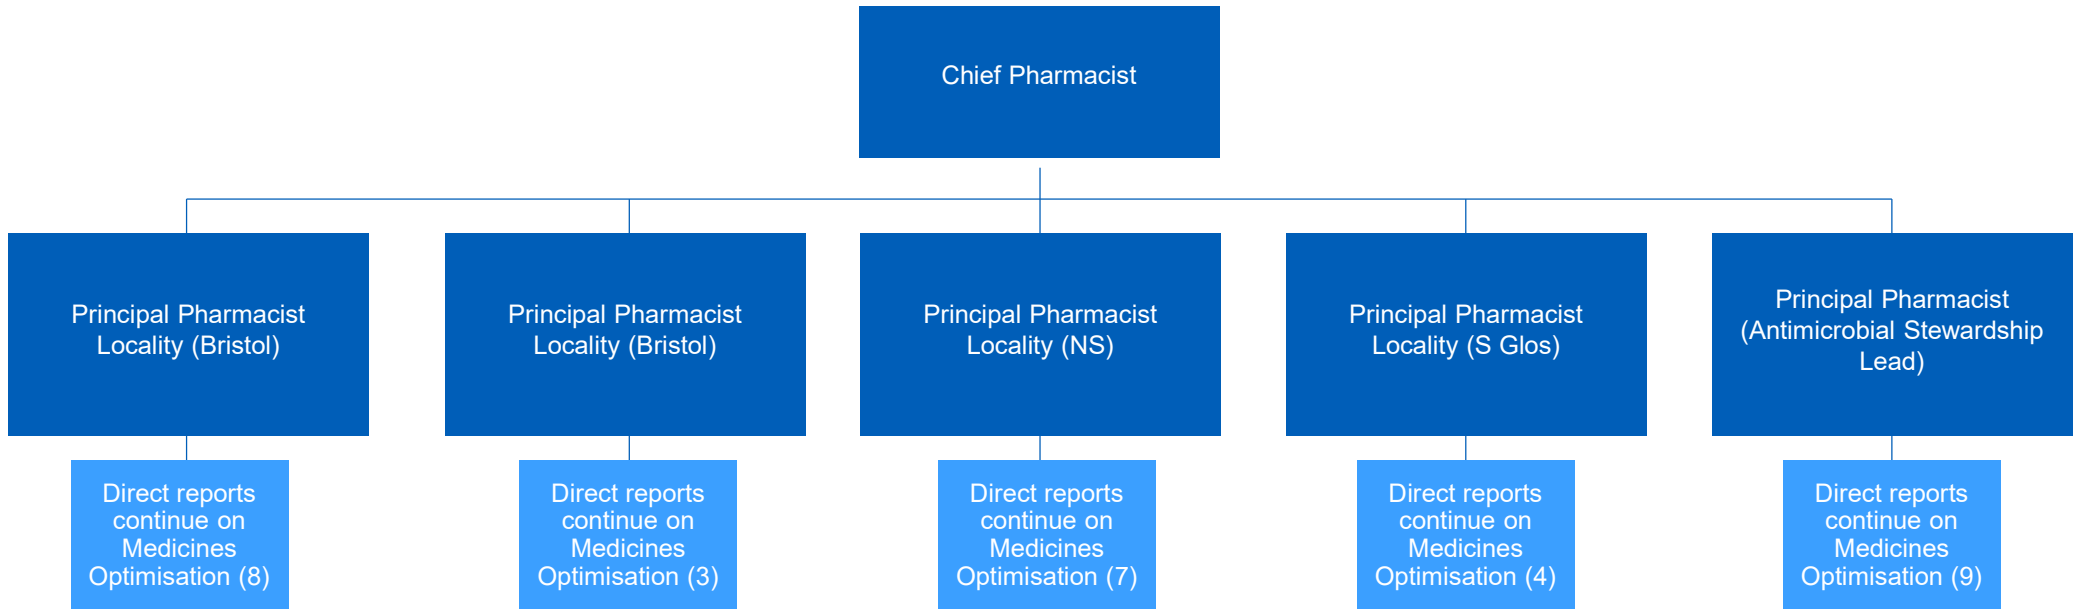 Chief Pharmacist
Principal Pharmacist
Locality (Bristol)
Principal Pharmacist
Locality (Bristol)
Principal Pharmacist
Locality (NS)
Principal Pharmacist
Locality (S Glos)
Principal Pharmacist
(Antimicrobial Stewardship
Lead)
Direct reports
continue on
Medicines
Optimisation (8)
Direct reports
continue on
Medicines
Optimisation (3)
Direct reports
continue on
Medicines
Optimisation (7)
Direct reports
continue on
Medicines
Optimisation (4)
Direct reports
continue on
Medicines
Optimisation (9)